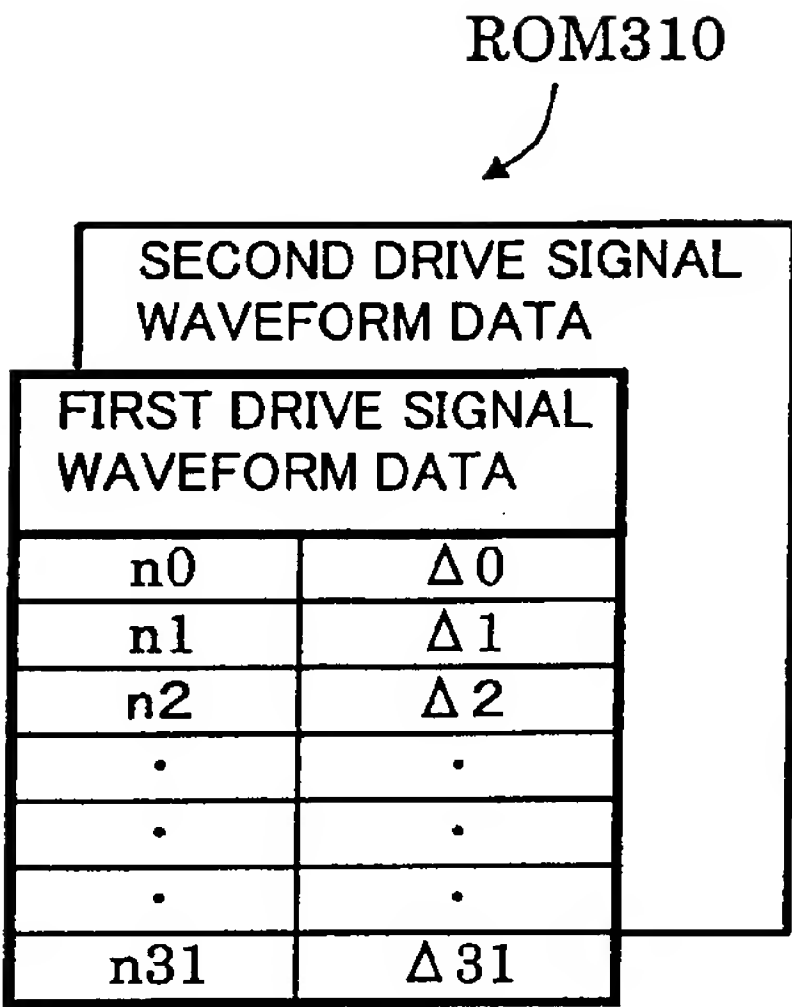 ROM310
SECOND DRIVE SIGNAL
WAVEFORM DATA
FIRST DRIVE SIGNAL
WAVEFORM DATA
n0 Δ0
n1 Δ1
n2 Δ2
· ·
· ·
· ·
n31 Δ31